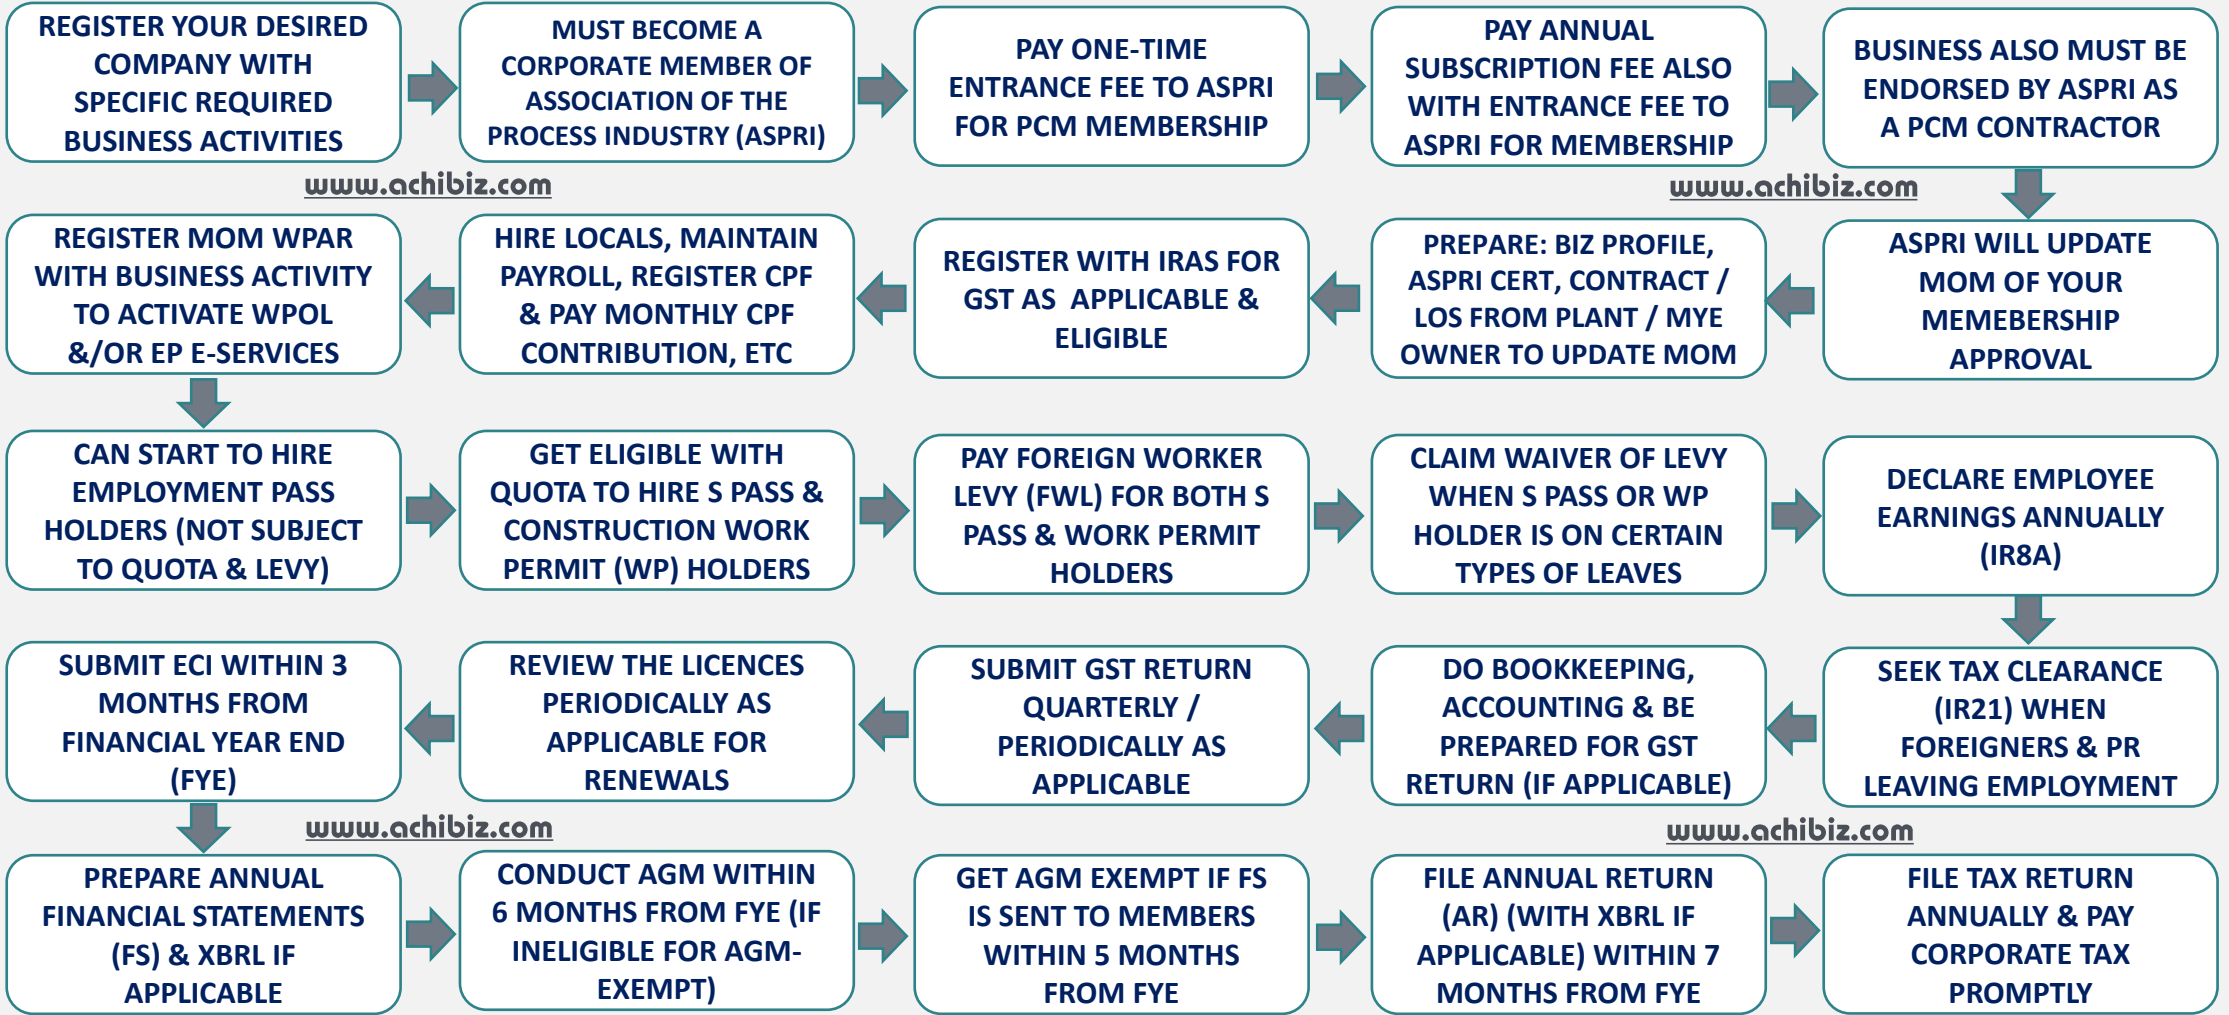 REGISTER YOUR DESIRED
COMPANY WITH
SPECIFIC REQUIRED
BUSINESS ACTIVITIES
MUST BECOME A
CORPORATE MEMBER OF
ASSOCIATION OF THE
PROCESS INDUSTRY (ASPRI)
PAY ONE-TIME
ENTRANCE FEE TO ASPRI
FOR PCM MEMBERSHIP
PAY ANNUAL
SUBSCRIPTION FEE ALSO
WITH ENTRANCE FEE TO
ASPRI FOR MEMBERSHIP
BUSINESS ALSO MUST BE
ENDORSED BY ASPRI AS
A PCM CONTRACTOR
www.achibiz.com
www.achibiz.com
ASPRI WILL UPDATE
MOM OF YOUR
MEMEBERSHIP
APPROVAL
PREPARE: BIZ PROFILE,
ASPRI CERT, CONTRACT /
LOS FROM PLANT / MYE
OWNER TO UPDATE MOM
REGISTER WITH IRAS FOR
GST AS APPLICABLE &
ELIGIBLE
HIRE LOCALS, MAINTAIN
PAYROLL, REGISTER CPF
& PAY MONTHLY CPF
CONTRIBUTION, ETC
REGISTER MOM WPAR
WITH BUSINESS ACTIVITY
TO ACTIVATE WPOL
&/OR EP E-SERVICES
CAN START TO HIRE
EMPLOYMENT PASS
HOLDERS (NOT SUBJECT
TO QUOTA & LEVY)
GET ELIGIBLE WITH
QUOTA TO HIRE S PASS &
CONSTRUCTION WORK
PERMIT (WP) HOLDERS
PAY FOREIGN WORKER
LEVY (FWL) FOR BOTH S
PASS & WORK PERMIT
HOLDERS
CLAIM WAIVER OF LEVY
WHEN S PASS OR WP
HOLDER IS ON CERTAIN
TYPES OF LEAVES
DECLARE EMPLOYEE
EARNINGS ANNUALLY
(IR8A)
SEEK TAX CLEARANCE
(IR21) WHEN
FOREIGNERS & PR
LEAVING EMPLOYMENT
DO BOOKKEEPING,
ACCOUNTING & BE
PREPARED FOR GST
RETURN (IF APPLICABLE)
SUBMIT GST RETURN
QUARTERLY /
PERIODICALLY AS
APPLICABLE
REVIEW THE LICENCES
PERIODICALLY AS
APPLICABLE FOR
RENEWALS
SUBMIT ECI WITHIN 3
MONTHS FROM
FINANCIAL YEAR END
(FYE)
www.achibiz.com
www.achibiz.com
PREPARE ANNUAL
FINANCIAL STATEMENTS
(FS) & XBRL IF
APPLICABLE
CONDUCT AGM WITHIN
6 MONTHS FROM FYE (IF
INELIGIBLE FOR AGM-
EXEMPT)
GET AGM EXEMPT IF FS
IS SENT TO MEMBERS
WITHIN 5 MONTHS
FROM FYE
FILE ANNUAL RETURN
(AR) (WITH XBRL IF
APPLICABLE) WITHIN 7
MONTHS FROM FYE
FILE TAX RETURN
ANNUALLY & PAY
CORPORATE TAX
PROMPTLY